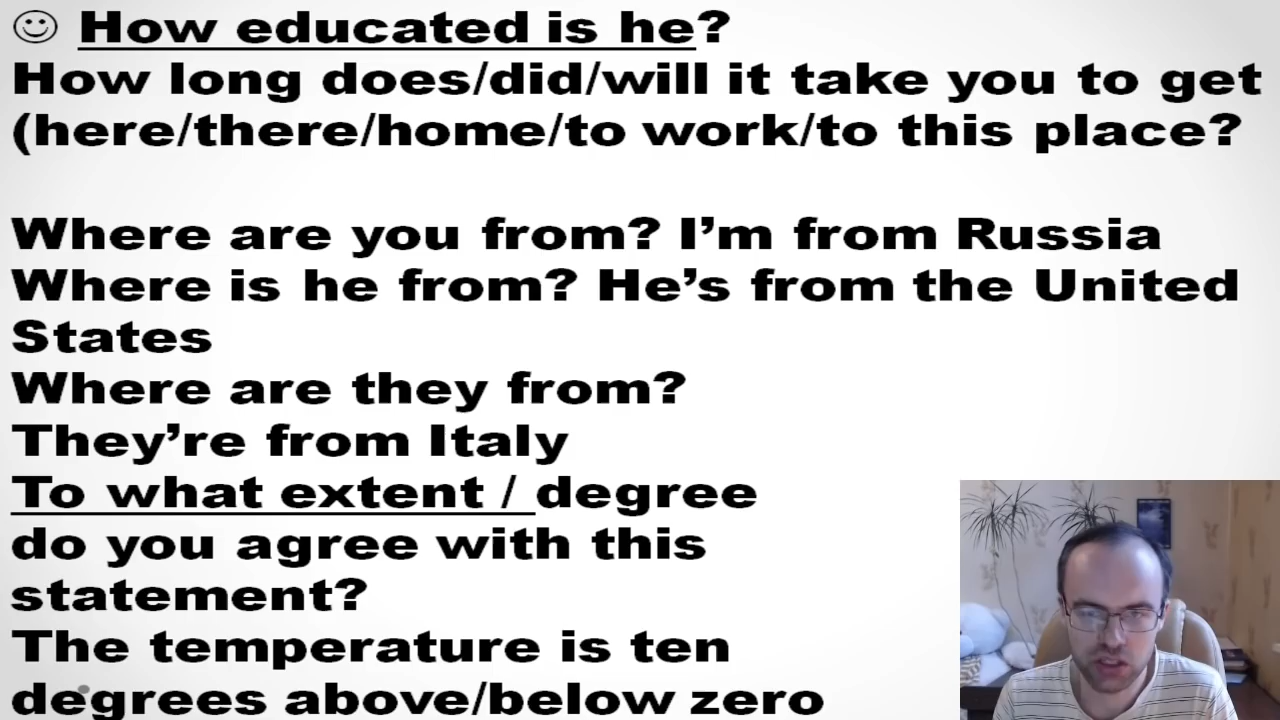 ☺ How educated is he?
How long does/did/will it take you to get
(here/there/home/to work/to this place?
Where are you from? I’m from Russia
Where is he from? He’s from the United
States
Where are they from?
They’re from Italy
To what extent / degree
do you agree with this
statement?
The temperature is ten
degrees above/below zero